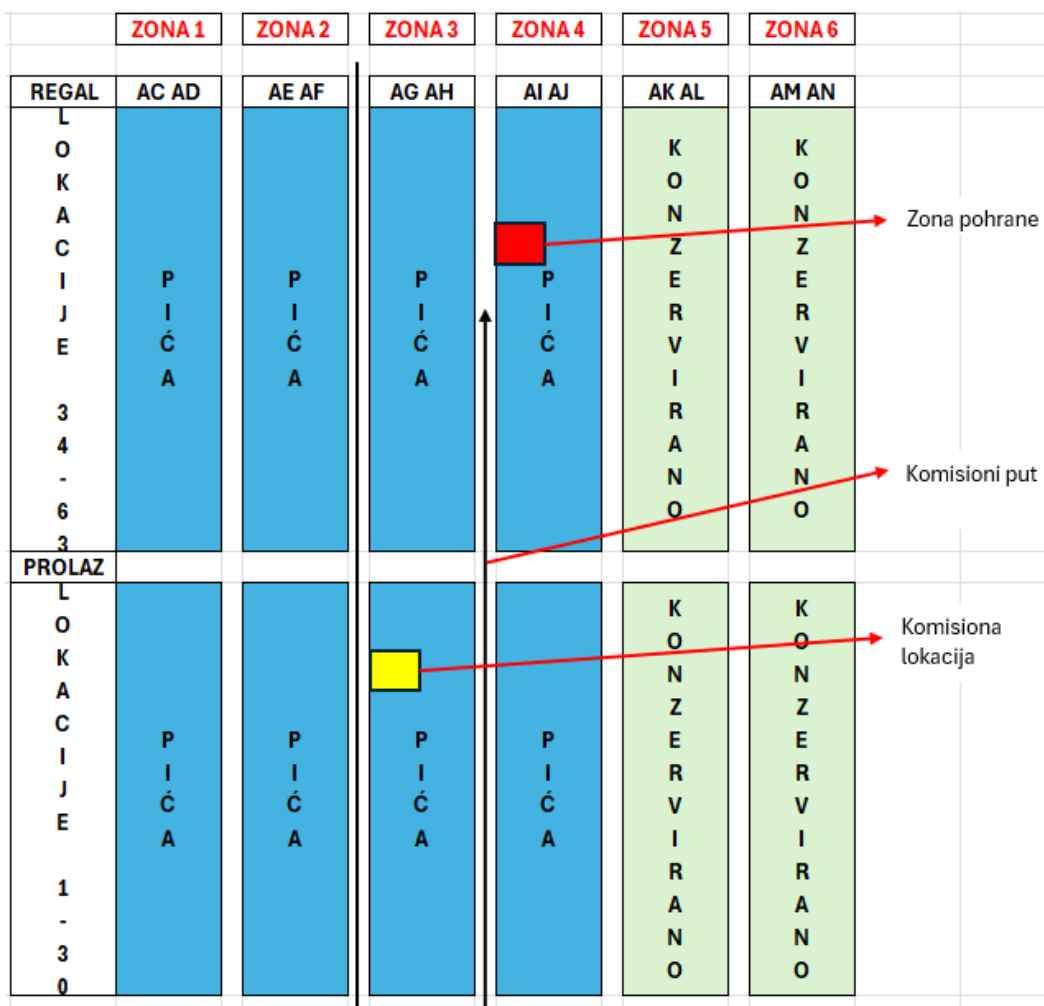 ZONA 1 ZONA 2 ZONA 3 ZONA 4 ZONA 5 ZONA 6
REGAL AC AD AE AF AG AH AI AJ AK AL AM AN
LOKACIJE 34-63
PIĆA
PIĆA
PIĆA
PIĆA
KONZERVIRANO
KONZERVIRANO
Zona pohrane
Komisioni put
PROLAZ
LOKACIJE 1-30
PIĆA
PIĆA
PIĆA
PIĆA
KONZERVIRANO
KONZERVIRANO
Komisiona
lokacija